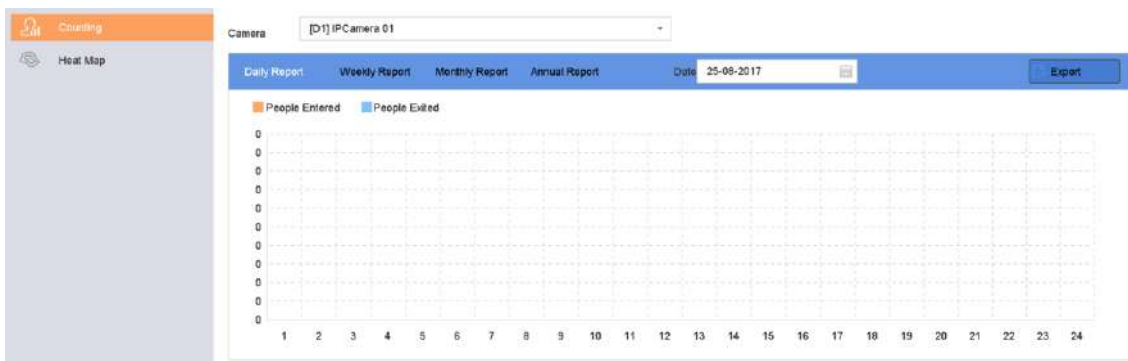 Counting
Heat Map
Camera [D1] IPCamera 01
Daily Report Weekly Report Monthly Report Annual Report Date 25-08-2017 Export
People Entered People Exited
0
0
0
0
0
0
0
0
0
0
0
1 2 3 4 5 6 7 8 9 10 11 12 13 14 15 16 17 18 19 20 21 22 23 24